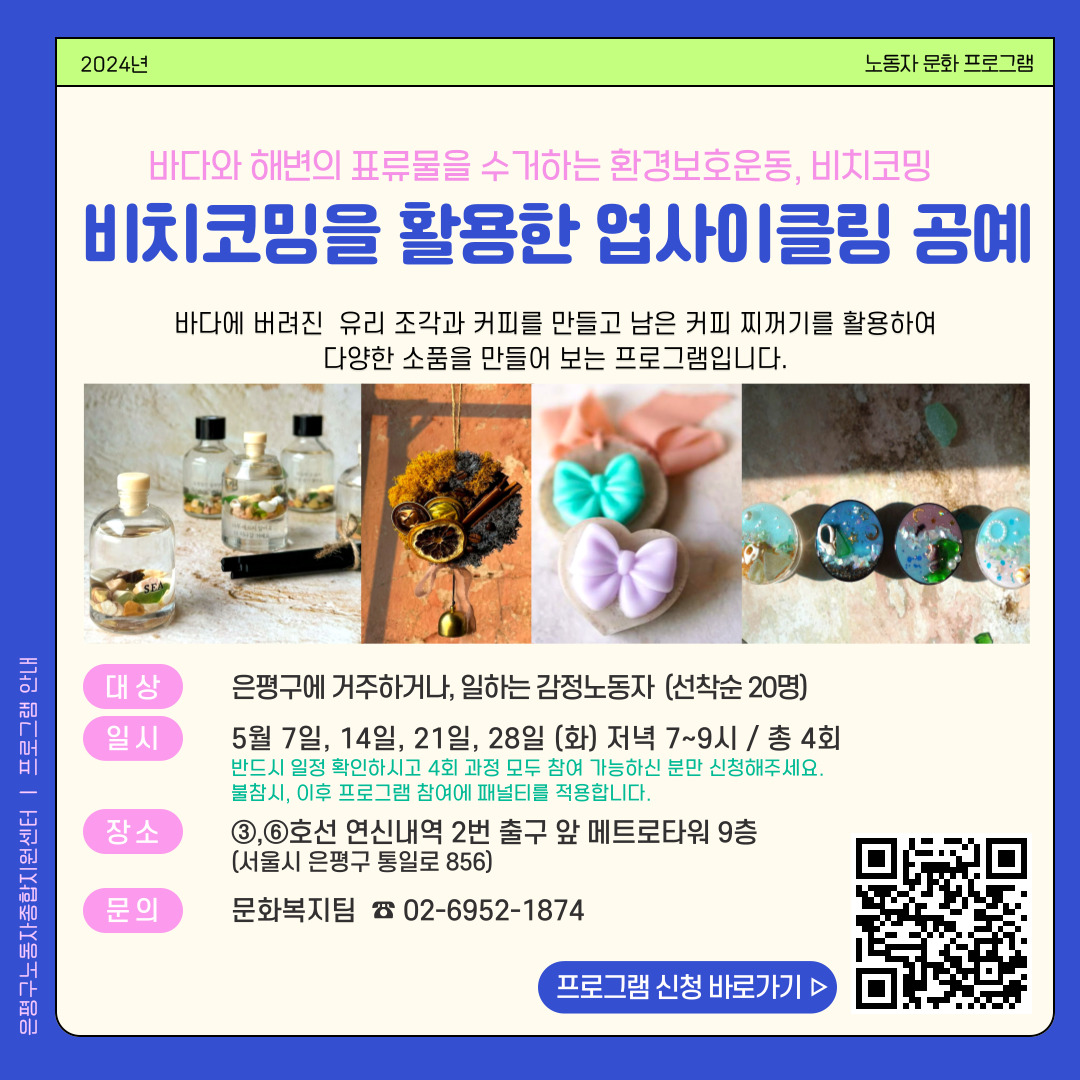 2024년
노동자 문화 프로그램
바다와 해변의 표류물을 수거하는 환경보호운동, 비치코밍
비치코밍을 활용한 업사이클링 공예
바다에 버려진 유리 조각과 커피를 만들고 남은 커피 찌꺼기를 활용하여
다양한 소품을 만들어 보는 프로그램입니다.
SEA
대상
은평구에 거주하거나, 일하는 감정노동자 (선착순 20명)
일시
5월 7일, 14일, 21일, 28일 (화) 저녁 7~9시 / 총 4회
반드시 일정 확인하시고 4회 과정 모두 참여 가능하신 분만 신청해주세요.
불참시, 이후 프로그램 참여에 패널티를 적용합니다.
장소
③,⑥호선 연신내역 2번 출구 앞 메트로타워 9층
(서울시 은평구 통일로 856)
문의
문화복지팀 ☎ 02-6952-1874
프로그램 신청 바로가기 ▷
은평구노동자종합지원센터 | 프로그램 안내